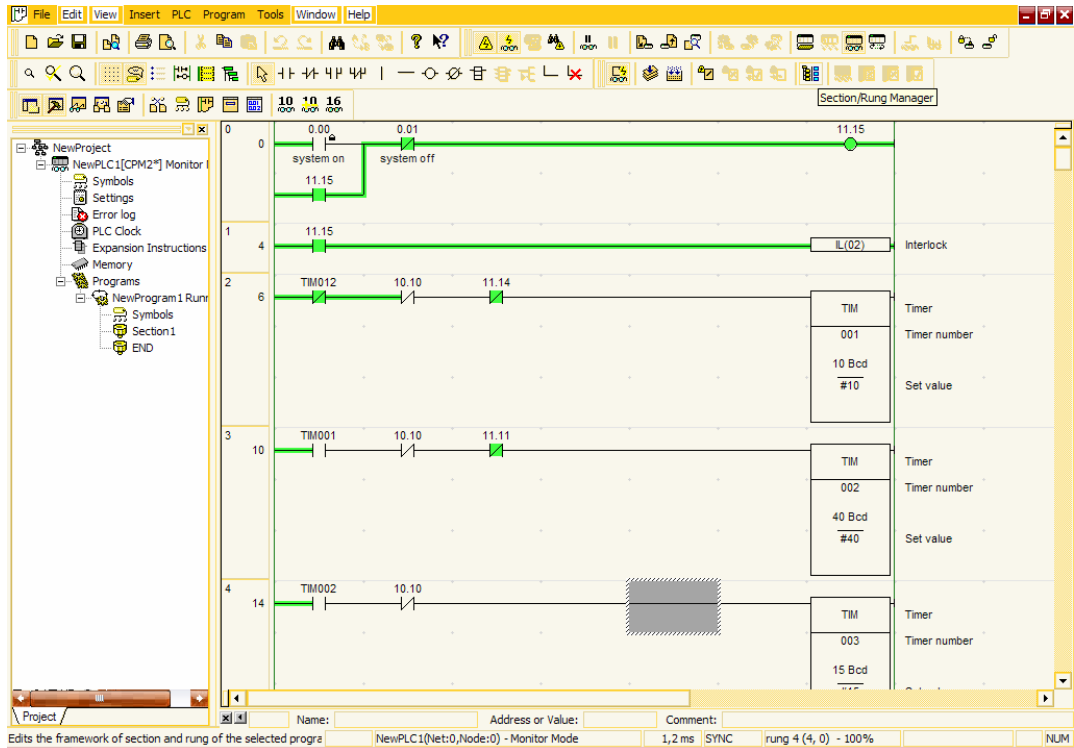 File Edit View Insert PLC Program Tools Window Help
10 10 16
Section/Rung Manager
NewProject
NewPLC1[CPM2*] Monitor
Symbols
Settings
Error log
PLC Clock
Expansion Instructions
Memory
Programs
NewProgram1 Runn
Symbols
Section1
END
Project
0 0
0.00 0.01 11.15
system on system off
11.15
1 4
11.15
IL(02) Interlock
2 6
TIM012 10.10 11.14
TIM Timer
001 Timer number
10 Bcd
#10 Set value
3 10
TIM001 10.10 11.11
TIM Timer
002 Timer number
40 Bcd
#40 Set value
4 14
TIM002 10.10
TIM Timer
003 Timer number
15 Bcd
Name: Address or Value: Comment:
Edits the framework of section and rung of the selected progra NewPLC1(Net:0,Node:0) - Monitor Mode 1,2 ms SYNC rung 4 (4, 0) - 100% NUM